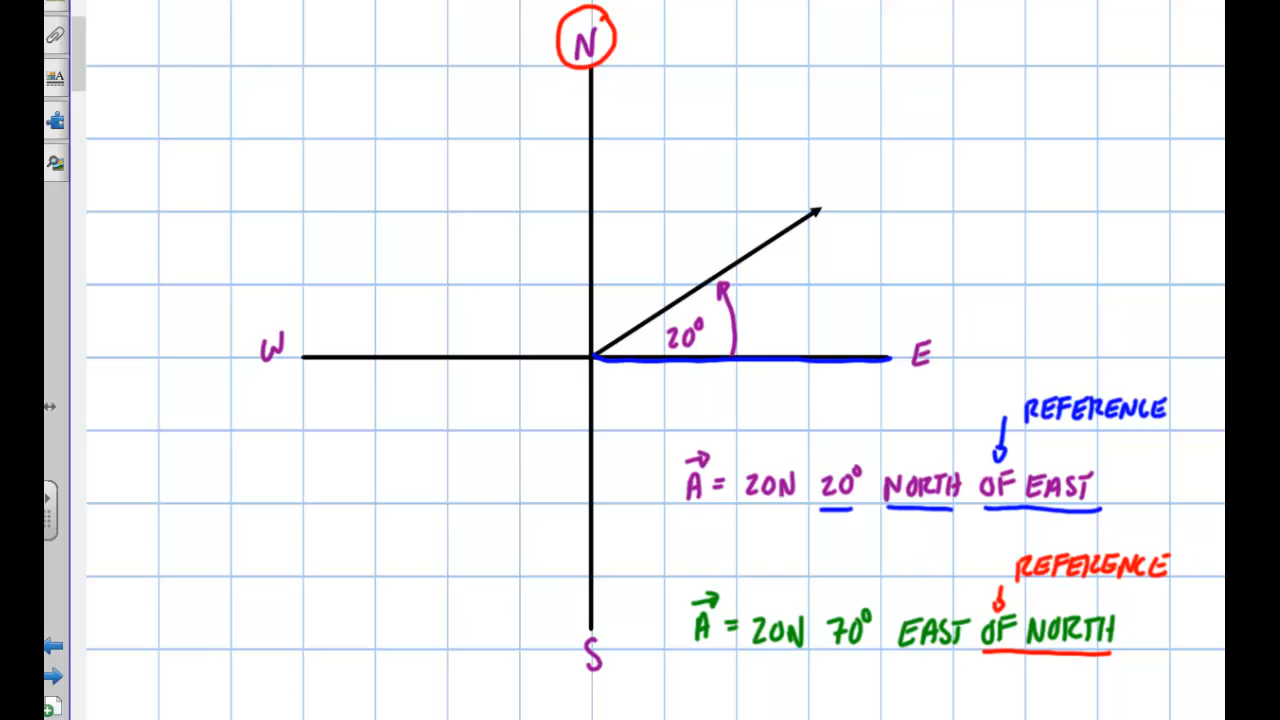 N
20°
W
E
REFERENCE
A = 20N 20° NORTH OF EAST
REFERENCE
A = 20N 70° EAST OF NORTH
S